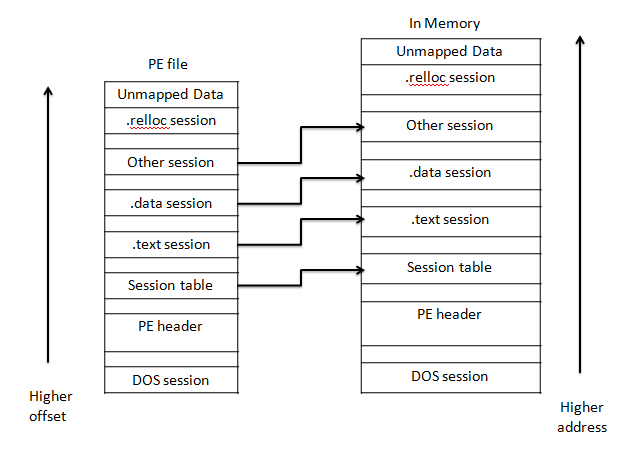 In Memory
PE file
Unmapped Data
.relloc session
Other session
.data session
.text session
Session table
PE header
DOS session
Unmapped Data
.relloc session
Other session
.data session
.text session
Session table
PE header
DOS session
Higher
offset
Higher
address